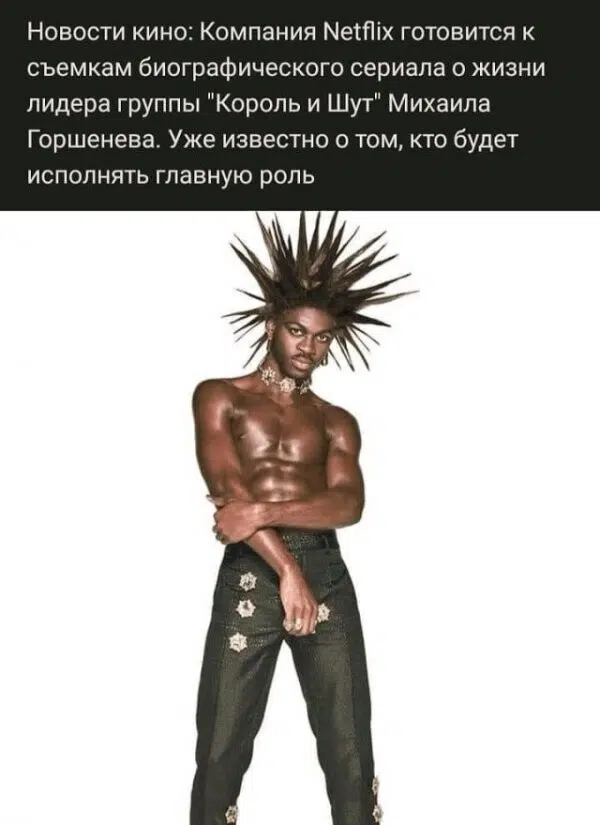 Новости кино: Компания Netflix готовится к
съемкам биографического сериала о жизни
лидера группы "Король и Шут" Михаила
Горшенева. Уже известно о том, кто будет
исполнять главную роль